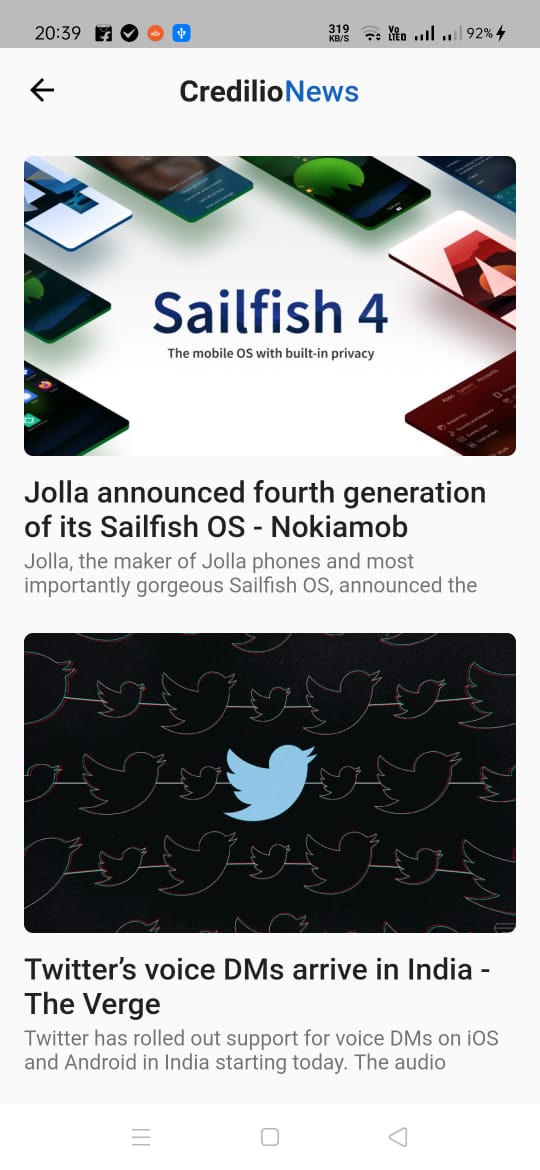 20:39
319
KB/S
Vo
LTED
92%
CredilioNews
Sailfish 4
The mobile OS with built-in privacy
Jolla announced fourth generation
of its Sailfish OS - Nokiamob
Jolla, the maker of Jolla phones and most
importantly gorgeous Sailfish OS, announced the
Twitter’s voice DMs arrive in India -
The Verge
Twitter has rolled out support for voice DMs on iOS
and Android in India starting today. The audio